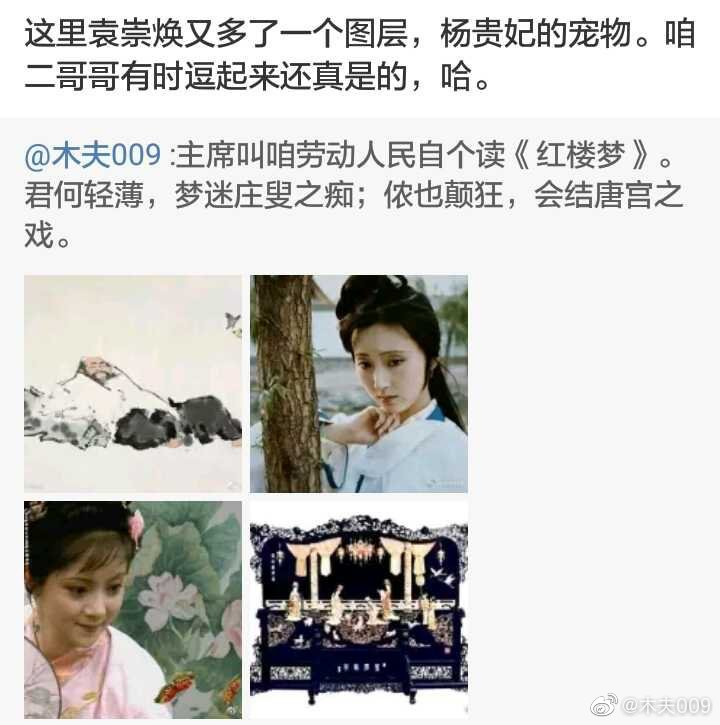 这里袁崇焕又多了一个图层，杨贵妃的宠物。咱
二哥哥有时逗起来还真是的，哈。
@木夫009 :主席叫咱劳动人民自个读《红楼梦》。
君何轻薄，梦迷庄叟之痴；侬也颠狂，会结唐宫之
戏。
@木夫009